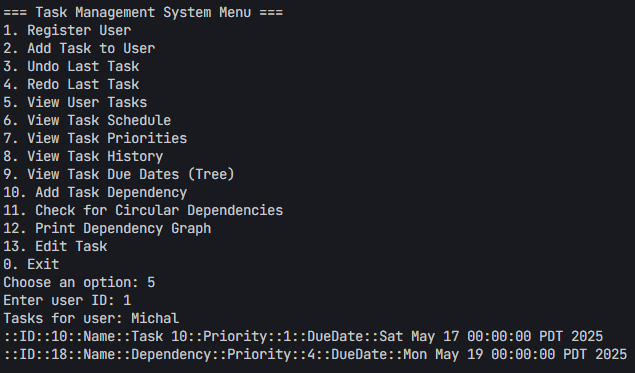 === Task Management System Menu ===
1. Register User
2. Add Task to User
3. Undo Last Task
4. Redo Last Task
5. View User Tasks
6. View Task Schedule
7. View Task Priorities
8. View Task History
9. View Task Due Dates (Tree)
10. Add Task Dependency
11. Check for Circular Dependencies
12. Print Dependency Graph
13. Edit Task
0. Exit
Choose an option: 5
Enter user ID: 1
Tasks for user: Michal
::ID::10::Name::Task 10::Priority::1::DueDate::Sat May 17 00:00:00 PDT 2025
::ID::18::Name::Dependency::Priority::4::DueDate::Mon May 19 00:00:00 PDT 2025